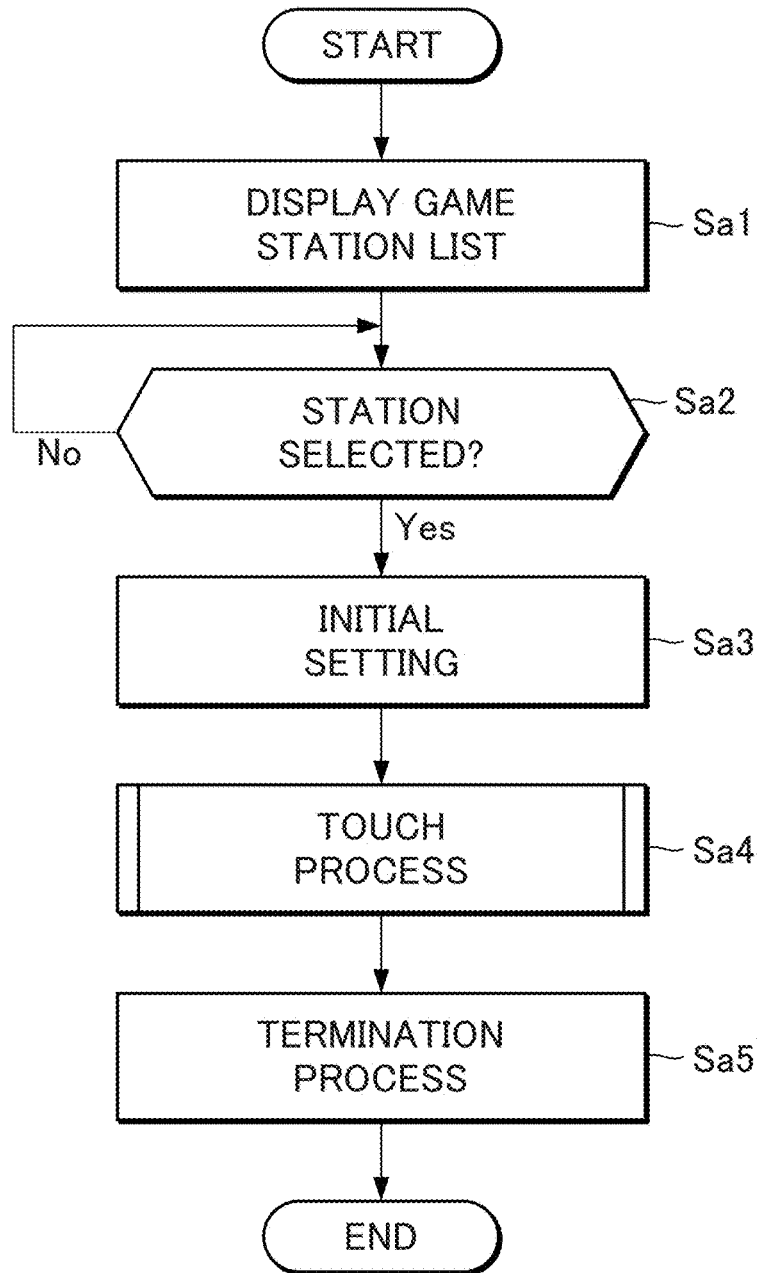 START
DISPLAY GAME
STATION LIST
Sa1
STATION
SELECTED?
Sa2
No
Yes
INITIAL
SETTING
Sa3
TOUCH
PROCESS
Sa4
TERMINATION
PROCESS
Sa5
END